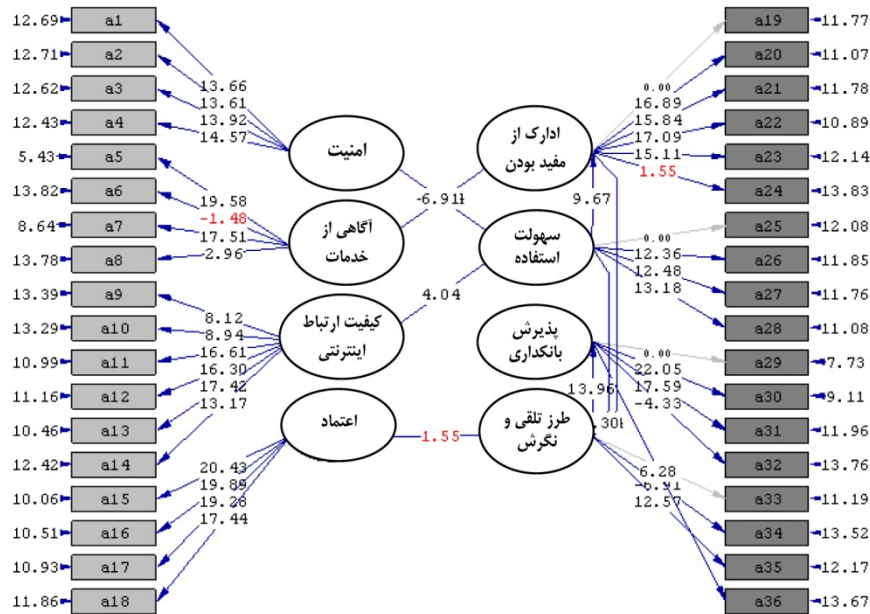 12.69 a1
12.71 a2
12.62 a3
12.43 a4
5.43 a5
13.82 a6
8.64 a7
13.78 a8
13.39 a9
13.29 a10
10.99 a11
11.16 a12
10.46 a13
12.42 a14
10.06 a15
10.51 a16
10.93 a17
11.86 a18
13.66
13.61
13.92
14.57
19.58
-1.48
17.51
2.96
8.12
8.94
16.61
16.30
17.42
13.17
20.43
19.89
19.28
17.44
امنیت
آگاهی از
خدمات
کیفیت ارتباط
اینترنتی
اعتماد
4.04
1.55
ادارک از
مفید بودن
9.67
سهولت
استفاده
پذیرش
بانکداری
13.96
طرز تلقی و
نگرش
0.00
16.89
15.84
17.09
15.11
1.55
0.00
12.36
12.48
13.18
0.00
22.05
17.59
-4.33
6.28
12.57
a19 11.77
a20 11.07
a21 11.78
a22 10.89
a23 12.14
a24 13.83
a25 12.08
a26 11.85
a27 11.76
a28 11.08
a29 7.73
a30 9.11
a31 11.96
a32 13.76
a33 11.19
a34 13.52
a35 12.17
a36 13.67